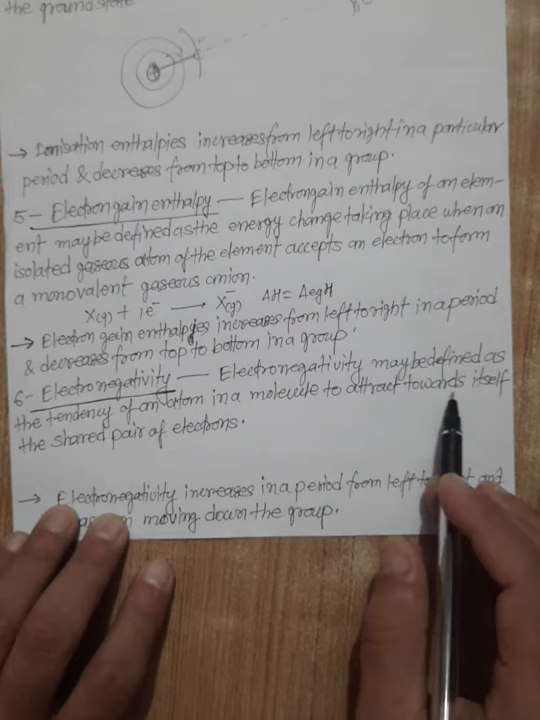 the ground state
→ Ionisation enthalpies increases from left to right in a particular
period & decreases from top to bottom in a group.
5- Electron gain enthalpy — Electron gain enthalpy of an elem-
ent may be defined as the energy change taking place when an
isolated gaseous atom of the element accepts an electron to form
a monovalent gaseous anion.
X(g) + 1e⁻ → X⁻(g) ΔH = ΔegH
→ Electron gain enthalpies increases from left to right in a period
& decreases from top to bottom in a group.
6- Electronegativity — Electronegativity may be defined as
the tendency of an atom in a molecule to attract towards itself
the shared pair of electrons.
→ Electronegativity increases in a period from left to and
moving down the group.